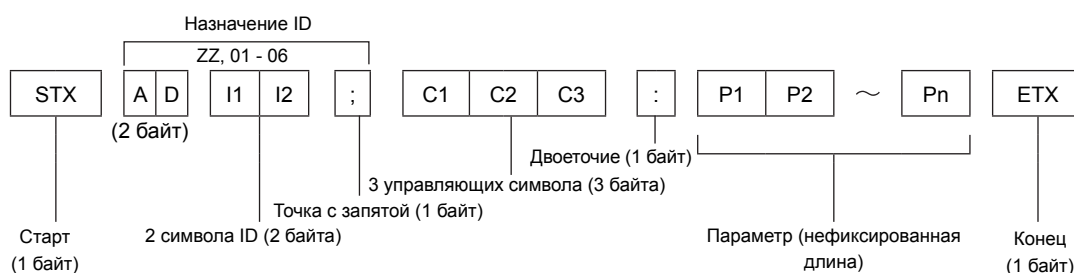 Назначение ID
ZZ, 01 - 06
STX A D I1 I2 ; C1 C2 C3 : P1 P2 ～ Pn ETX
(2 байт)
Двоеточие (1 байт)
3 управляющих символа (3 байта)
Точка с запятой (1 байт)
Старт
(1 байт)
2 символа ID (2 байта)
Параметр (нефиксированная
длина)
Конец
(1 байт)